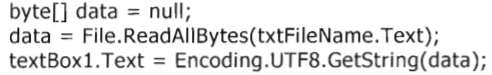 byte[] data = null;
data = File.ReadAllBytes(txtFileName.Text);
textBox1.Text = Encoding.UTF8.GetString(data);